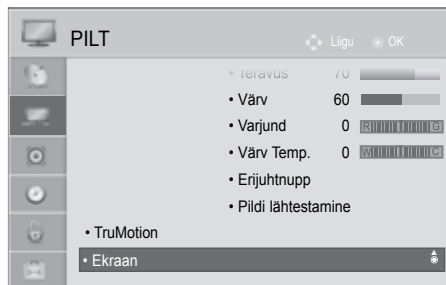 PILT
Liigu OK
• Teravus 70
• Värv 60
• Varjund 0 R G
• Värv Temp. 0 W C
• Erijuhtnupp
• Pildi lähtestamine
• TruMotion
• Ekraan